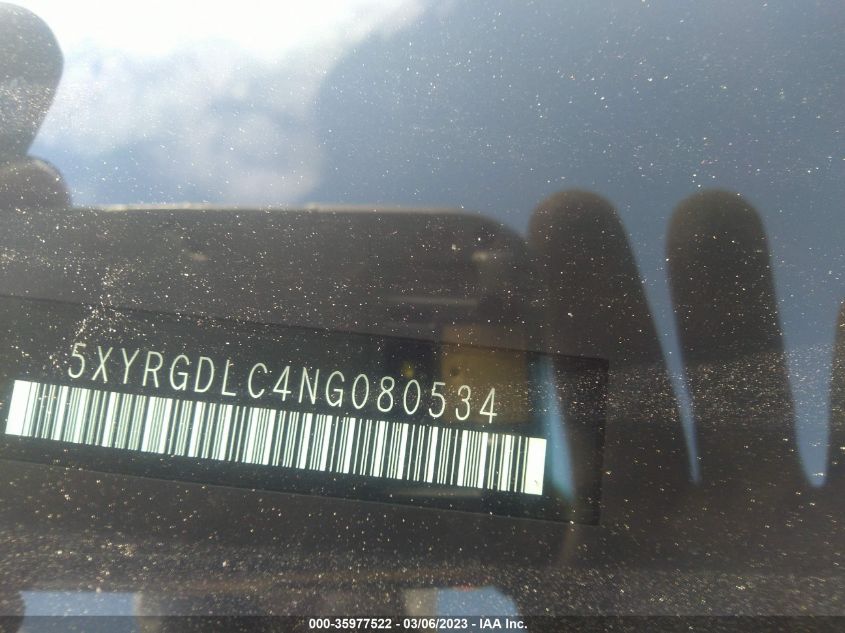 5XYRGDLC4NG080534
000-35977522 - 03/06/2023 - IAA Inc.